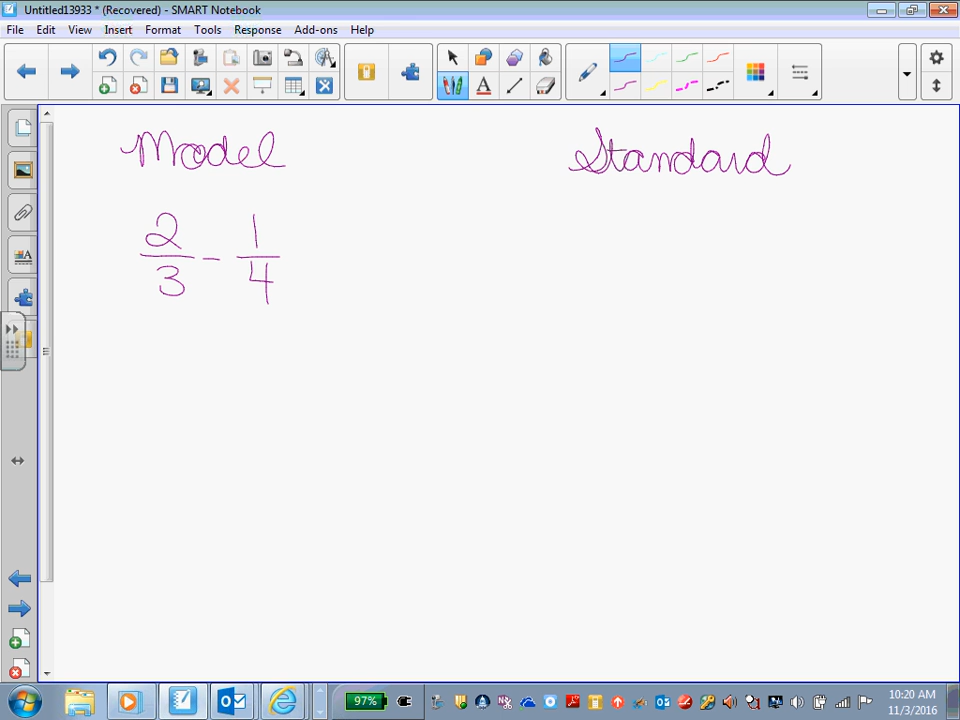 Untitled13933 * (Recovered) - SMART Notebook
File Edit View Insert Format Tools Response Add-ons Help
Model Standard
2/3 - 1/4
97%
10:20 AM
11/3/2016